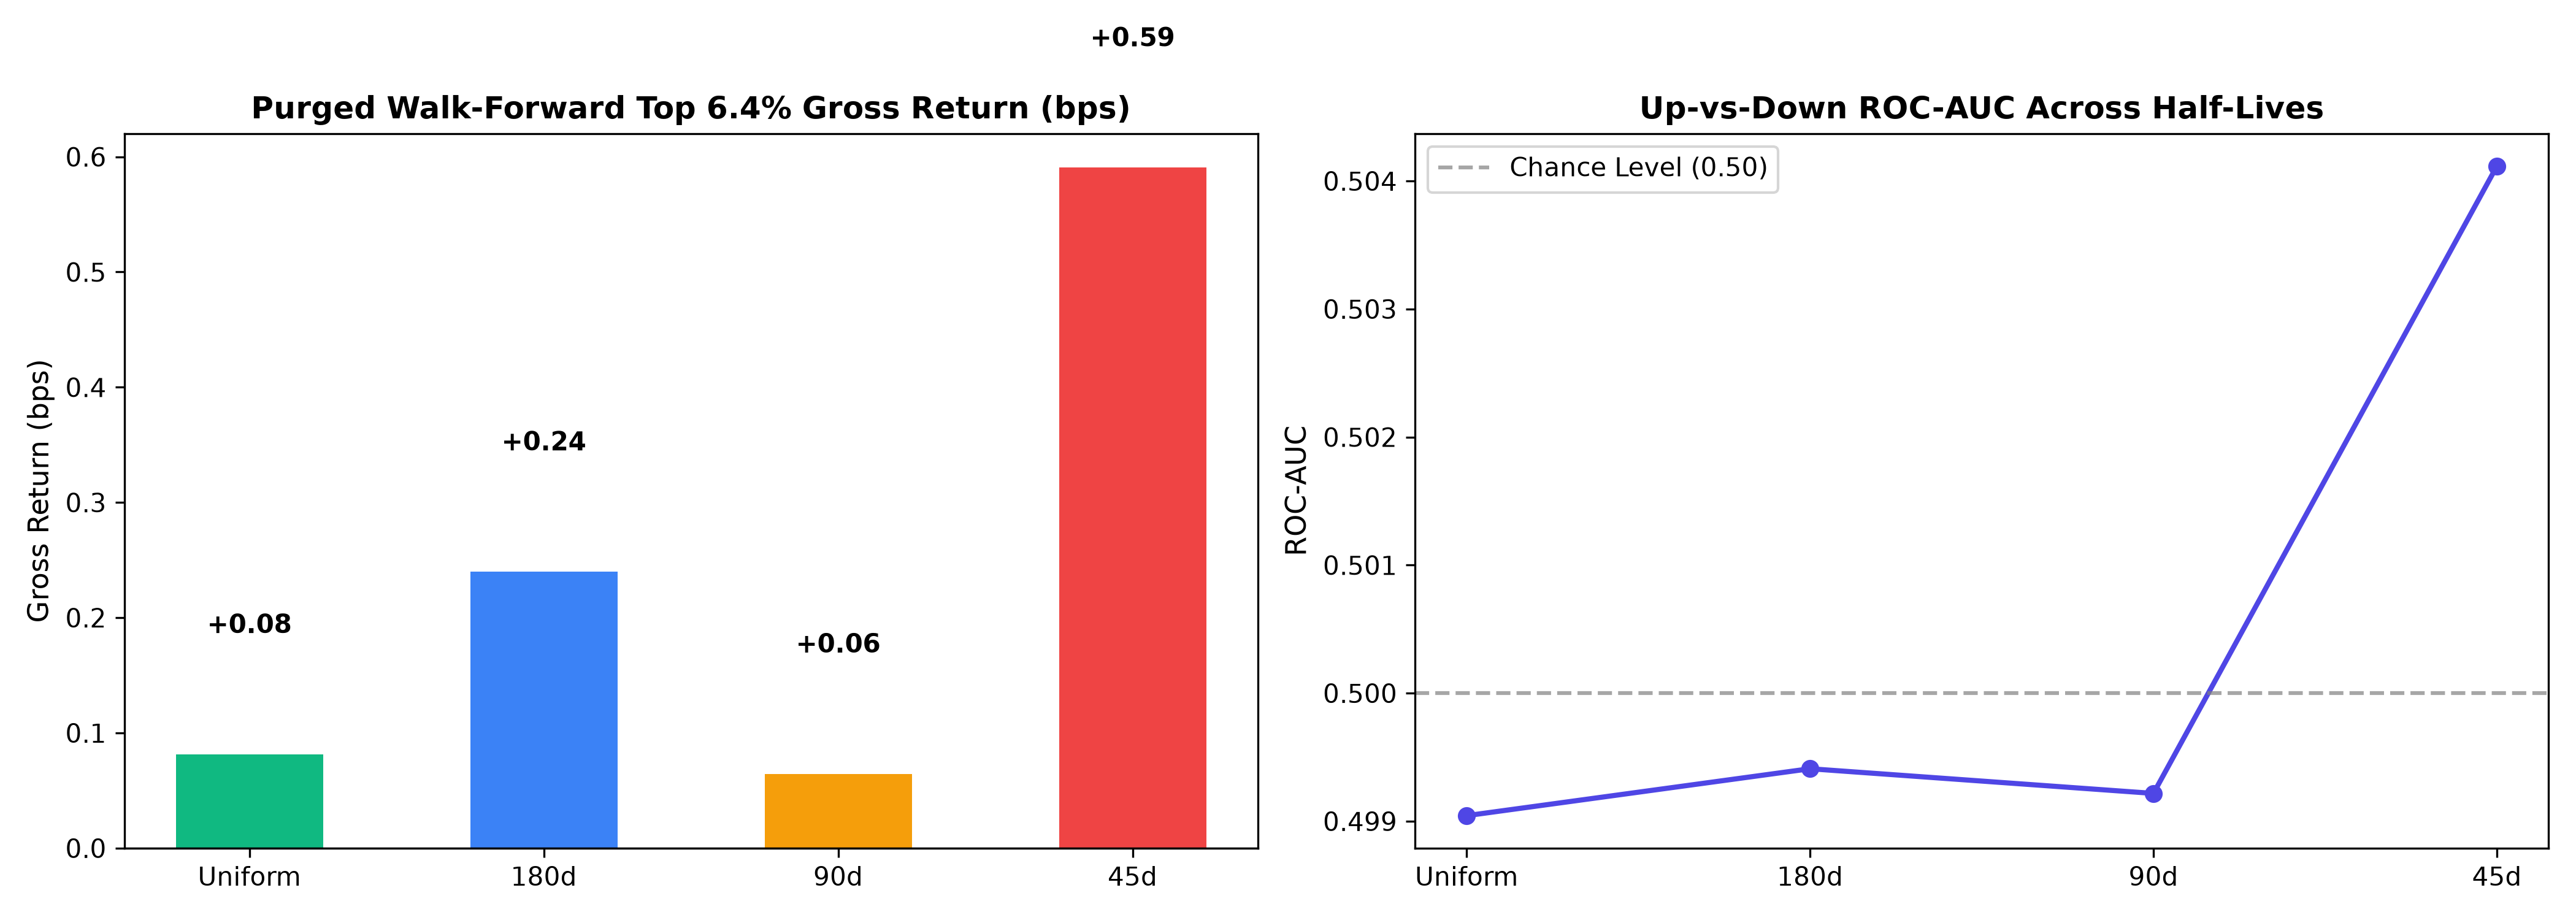 +0.59
Purged Walk-Forward Top 6.4% Gross Return (bps)
Gross Return (bps)
0.6
0.5
0.4
0.3
0.2
0.1
0.0
+0.08
+0.24
+0.06
Uniform
180d
90d
45d
Up-vs-Down ROC-AUC Across Half-Lives
Chance Level (0.50)
ROC-AUC
0.504
0.503
0.502
0.501
0.500
0.499
Uniform
180d
90d
45d